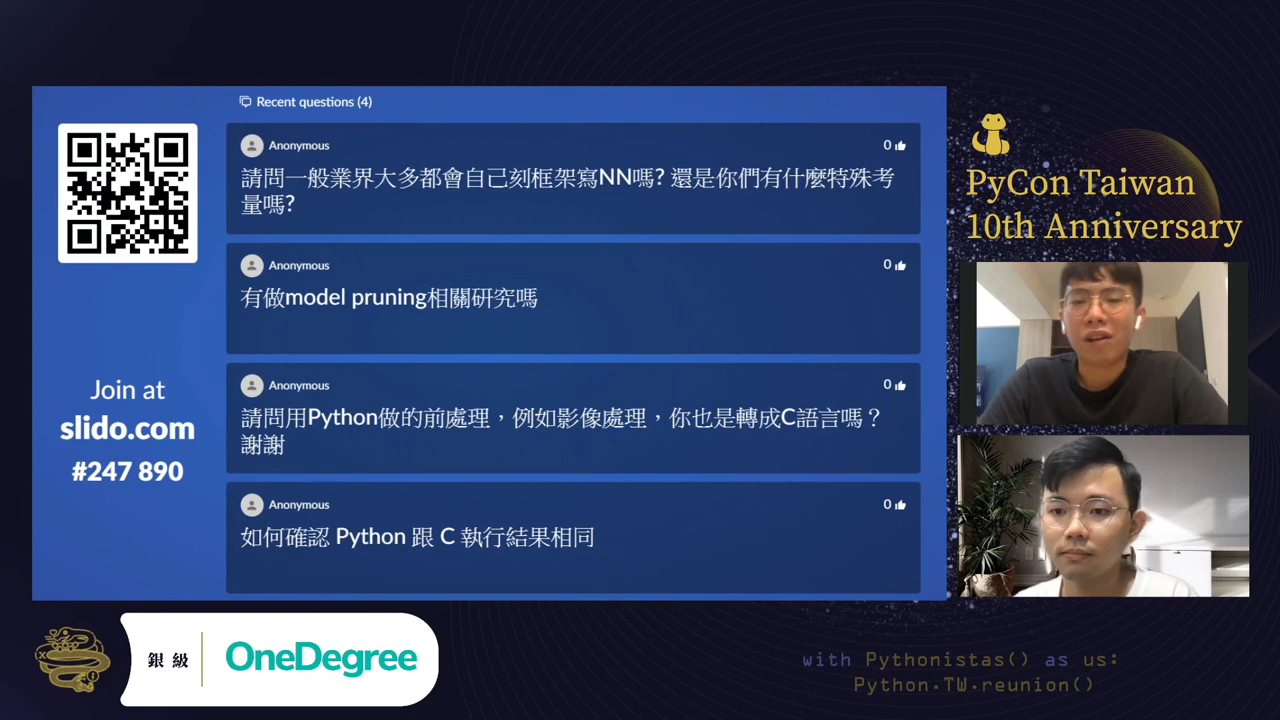 Recent questions (4)
Anonymous
0
請問一般業界大多都會自己刻框架寫NN嗎? 還是你們有什麼特殊考
量嗎?
Anonymous
0
有做model pruning相關研究嗎
Anonymous
0
請問用Python做的前處理，例如影像處理，你也是轉成C語言嗎？
謝謝
Anonymous
0
如何確認 Python 跟 C 執行結果相同
Join at
slido.com
#247 890
PyCon Taiwan
10th Anniversary
銀級
OneDegree
with Pythonistas() as us:
Python.TW.reunion()